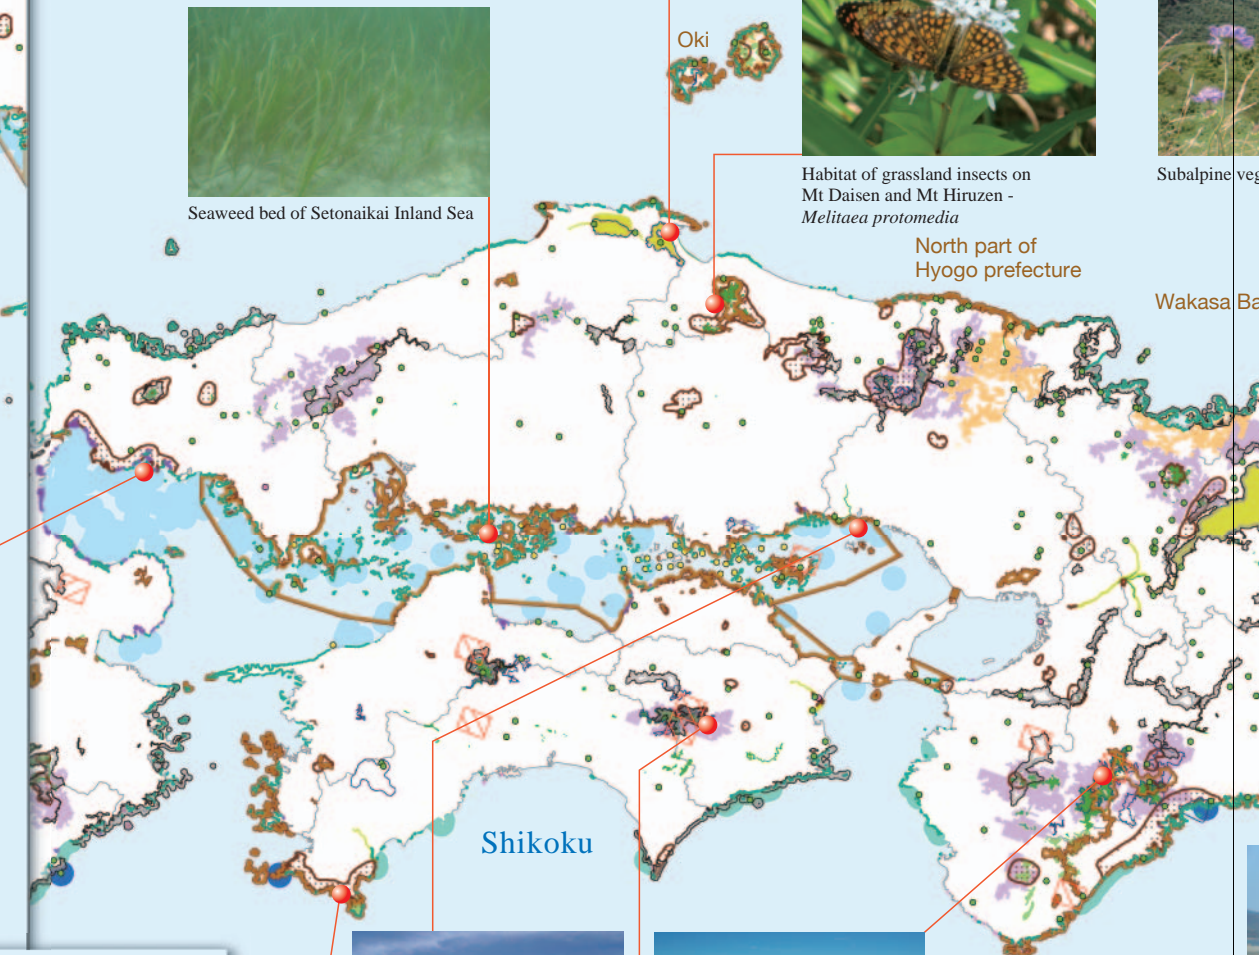 Oki
Seaweed bed of Setonaikai Inland Sea
Habitat of grassland insects on
Mt Daisen and Mt Hiruzen -
Melitaea protomedia
Subalpine veg
North part of
Hyogo prefecture
Wakasa Ba
Shikoku